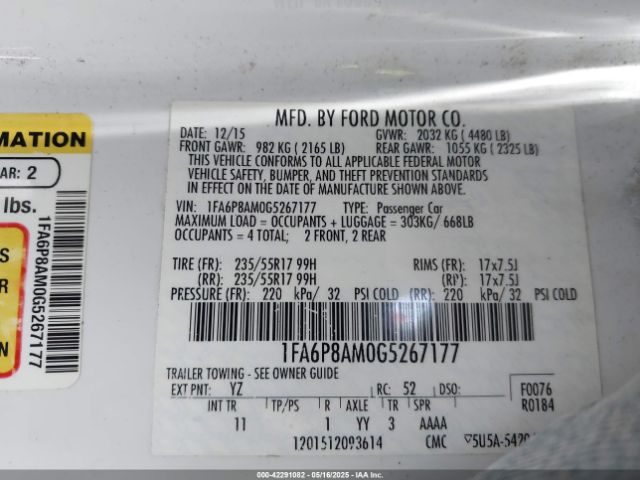 MFD. BY FORD MOTOR CO.
DATE: 12/15 GVWR: 2032 KG ( 4480 LB)
FRONT GAWR: 982 KG ( 2165 LB) REAR GAWR: 1055 KG ( 2325 LB)
THIS VEHICLE CONFORMS TO ALL APPLICABLE FEDERAL MOTOR
VEHICLE SAFETY, BUMPER, AND THEFT PREVENTION STANDARDS
IN EFFECT ON THE DATE OF MANUFACTURE SHOWN ABOVE.
VIN: 1FA6P8AM0G5267177 TYPE: Passenger Car
MAXIMUM LOAD = OCCUPANTS + LUGGAGE = 303KG/ 668LB
OCCUPANTS = 4 TOTAL; 2 FRONT, 2 REAR
TIRE (FR): 235/55R17 99H RIMS (FR): 17x7.5J
(RR): 235/55R17 99H (RR): 17x7.5J
PRESSURE (FR): 220 kPa/ 32 PSI COLD (RR): 220 kPa/ 32 PSI COLD
1FA6P8AM0G5267177
TRAILER TOWING - SEE OWNER GUIDE
EXT PNT: YZ RC: 52 DSO: F0076
R0184
INT TR TP/PS R AXLE TR SPR
11 1 YY 3 AAAA
1201512093614 CMC 5U5A-5420
RMATION
AR: 2
lbs.
S
R
N
1FA6P8AM0G5267177
000-42291082 - 05/16/2025 - IAAI.COM